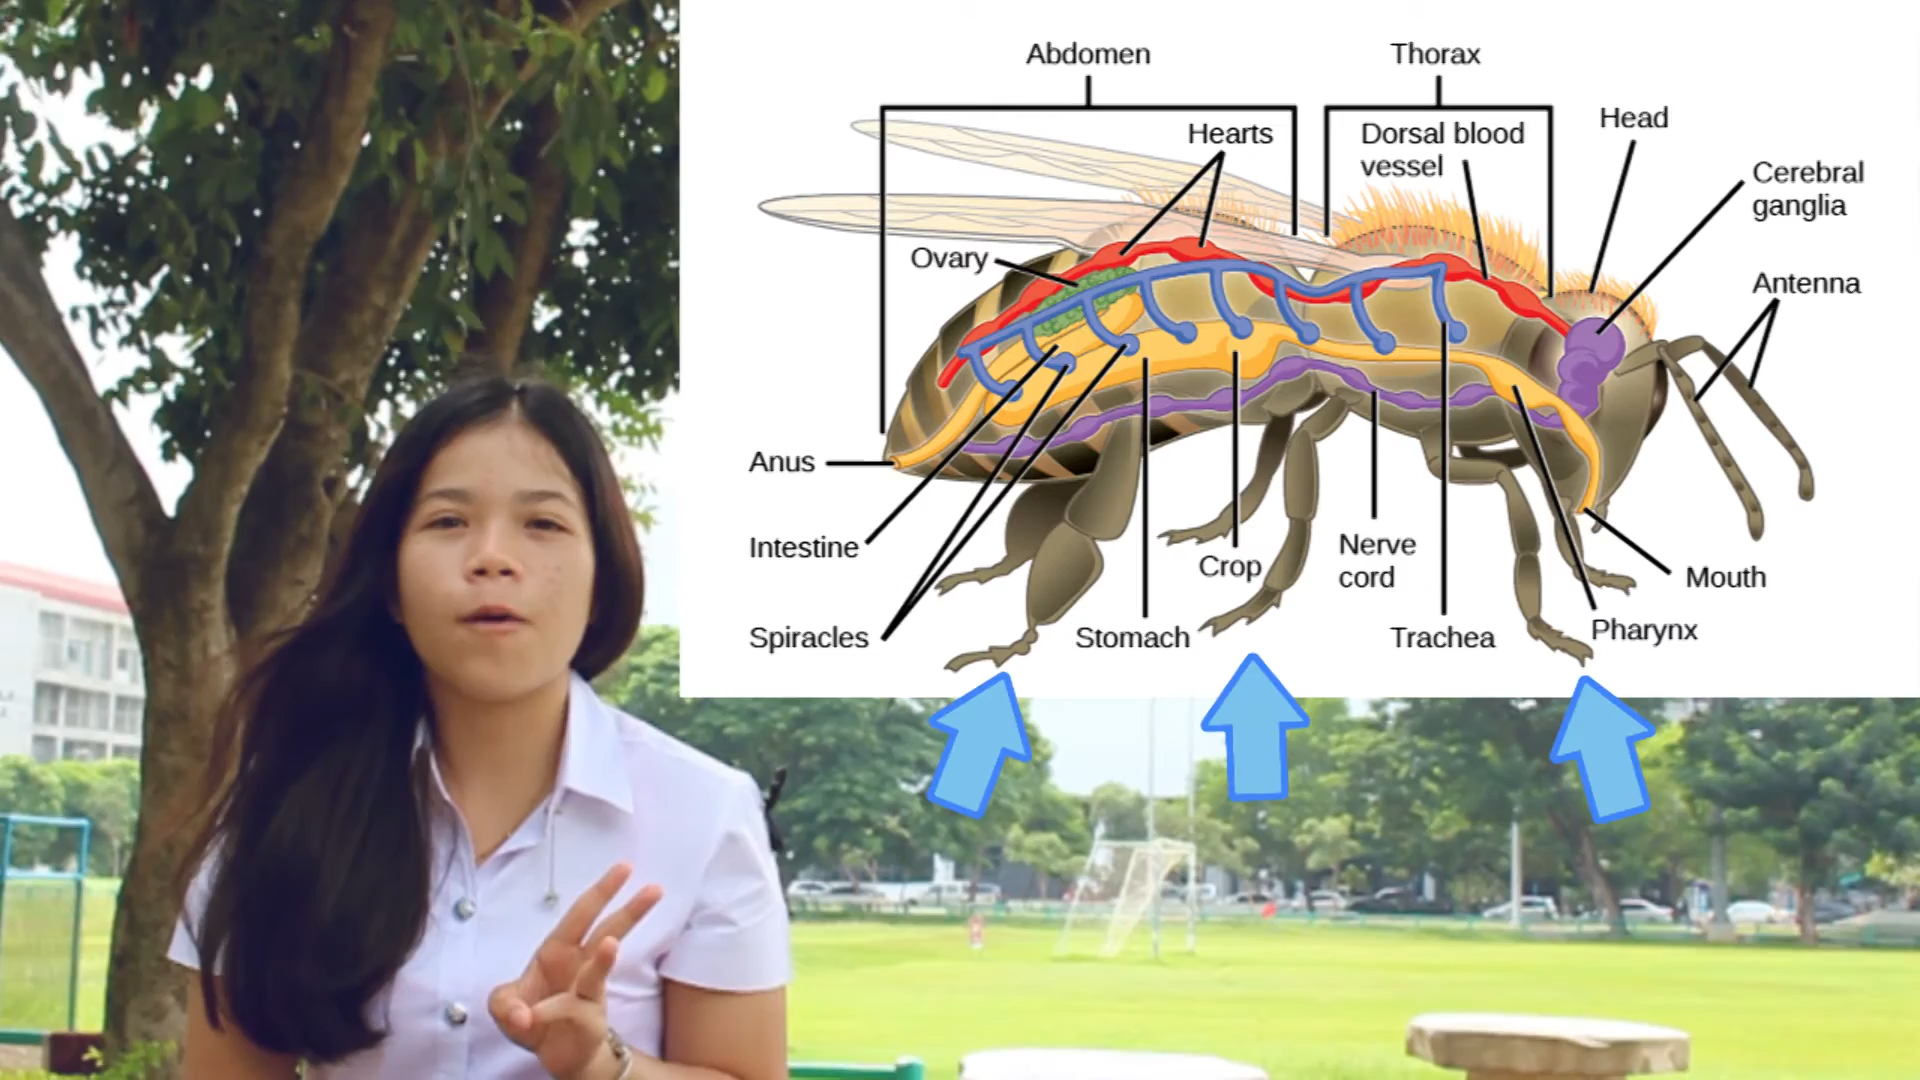 Abdomen
Thorax
Head
Hearts
Dorsal blood
vessel
Cerebral
ganglia
Ovary
Antenna
Anus
Intestine
Crop
Nerve
cord
Mouth
Spiracles
Stomach
Trachea
Pharynx